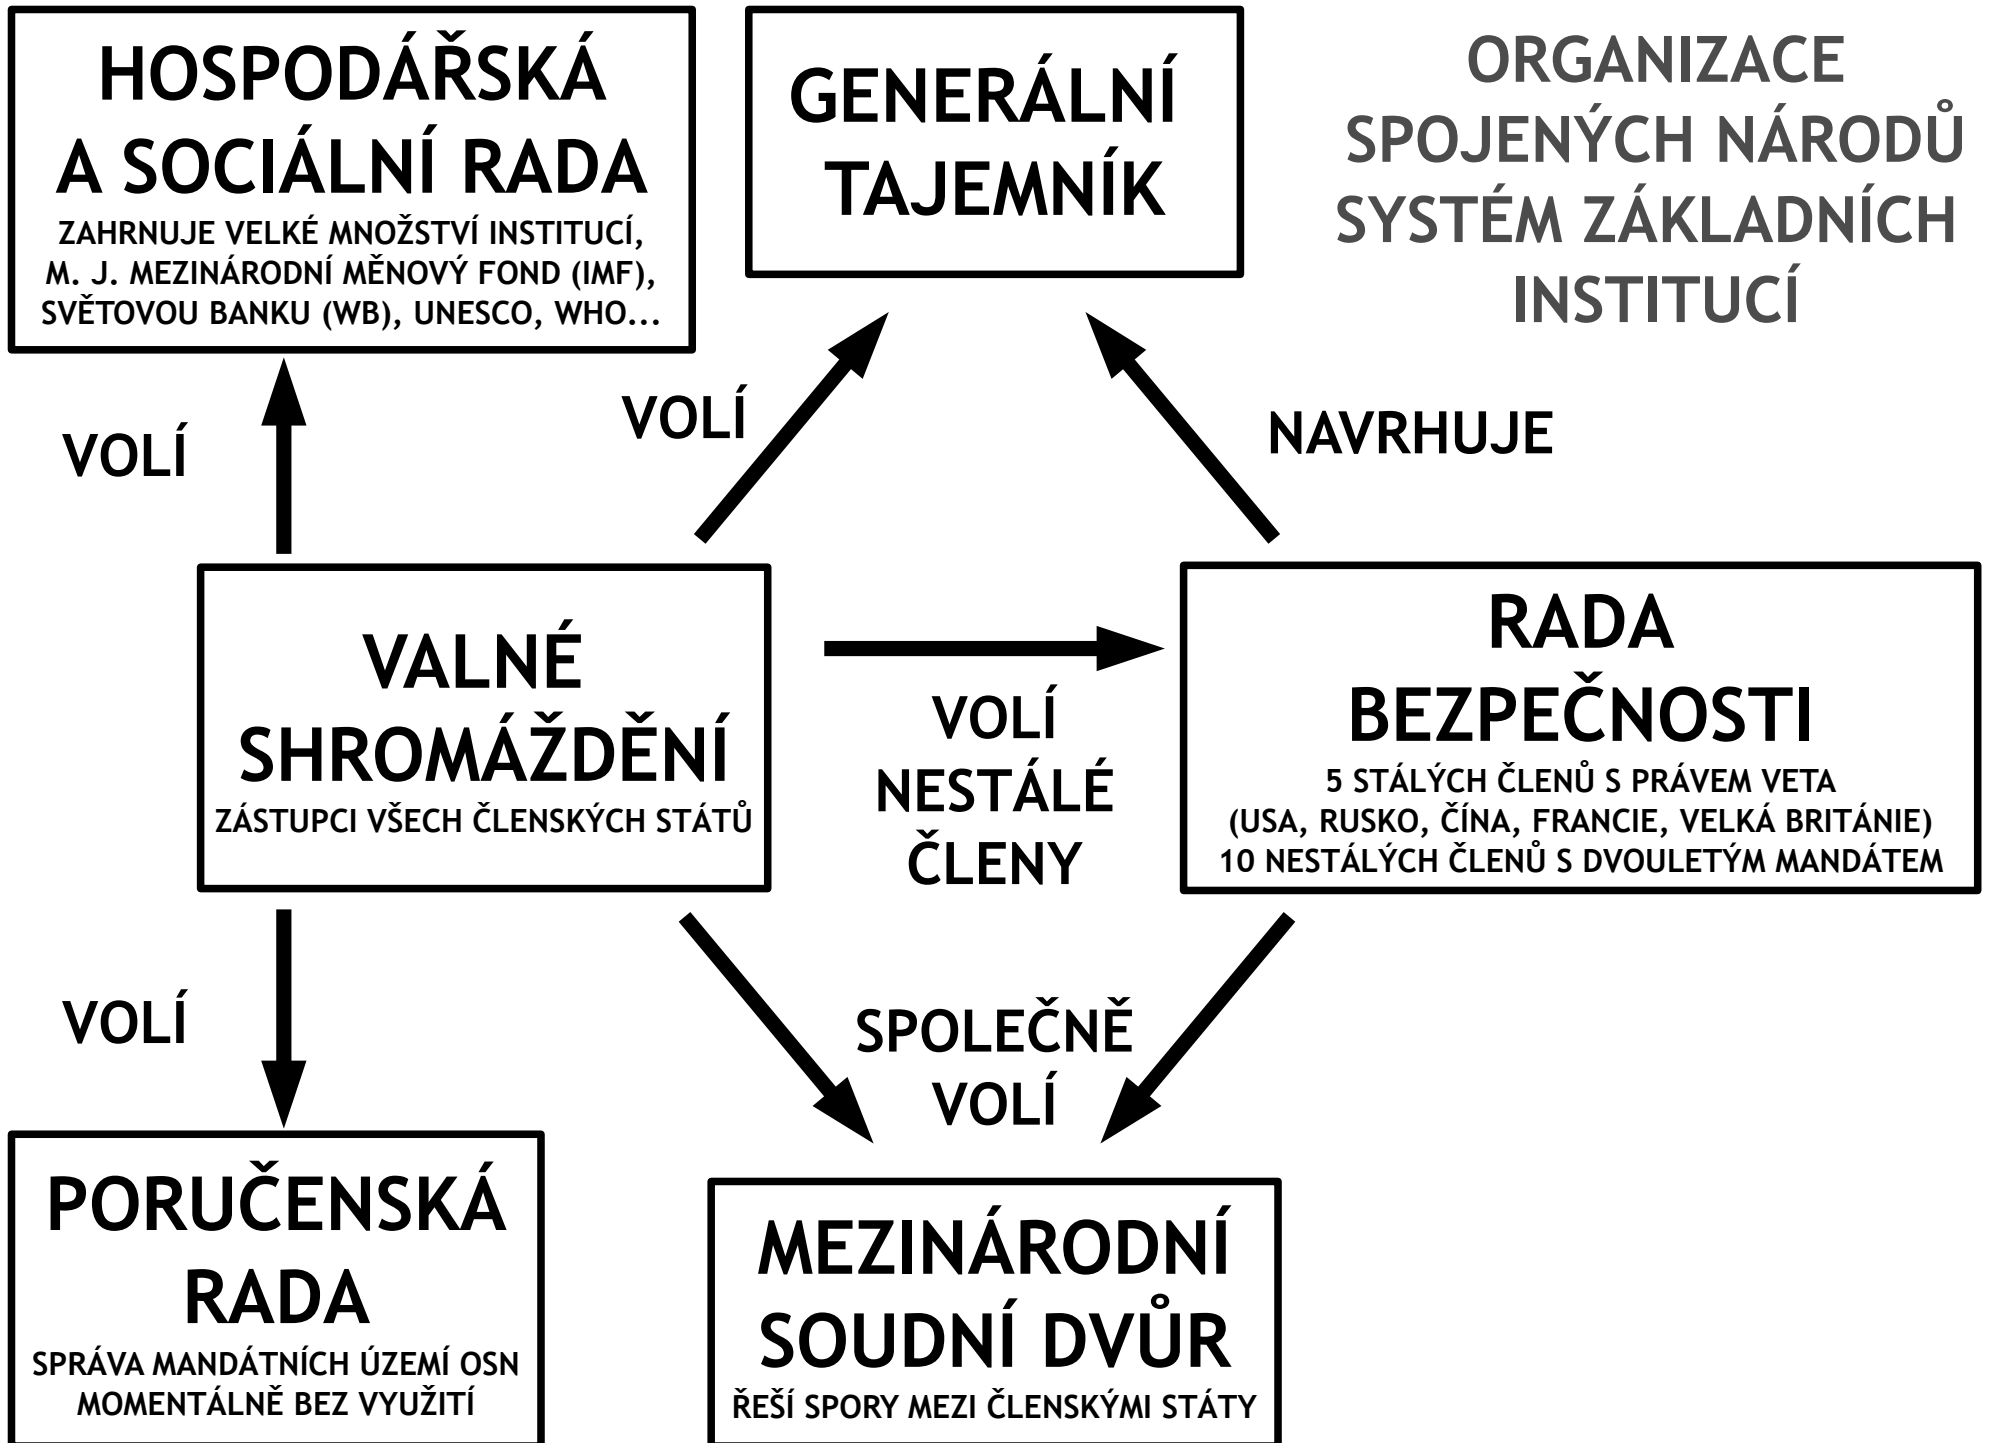 HOSPODÁŘSKÁ
A SOCIÁLNÍ RADA
ZAHRNUJE VELKÉ MNOŽSTVÍ INSTITUCÍ,
M. J. MEZINÁRODNÍ MĚNOVÝ FOND (IMF),
SVĚTOVOU BANKU (WB), UNESCO, WHO...
GENERÁLNÍ
TAJEMNÍK
ORGANIZACE
SPOJENÝCH NÁRODŮ
SYSTÉM ZÁKLADNÍCH
INSTITUCÍ
VOLÍ
VOLÍ
NAVRHUJE
VALNÉ
SHROMÁŽDĚNÍ
ZÁSTUPCI VŠECH ČLENSKÝCH STÁTŮ
VOLÍ
NESTÁLÉ
ČLENY
RADA
BEZPEČNOSTI
5 STÁLÝCH ČLENŮ S PRÁVEM VETA
(USA, RUSKO, ČÍNA, FRANCIE, VELKÁ BRITÁNIE)
10 NESTÁLÝCH ČLENŮ S DVOULETÝM MANDÁTEM
VOLÍ
SPOLEČNĚ
VOLÍ
PORUČENSKÁ
RADA
SPRÁVA MANDÁTNÍCH ÚZEMÍ OSN
MOMENTÁLNĚ BEZ VYUŽITÍ
MEZINÁRODNÍ
SOUDNÍ DVŮR
ŘEŠÍ SPORY MEZI ČLENSKÝMI STÁTY